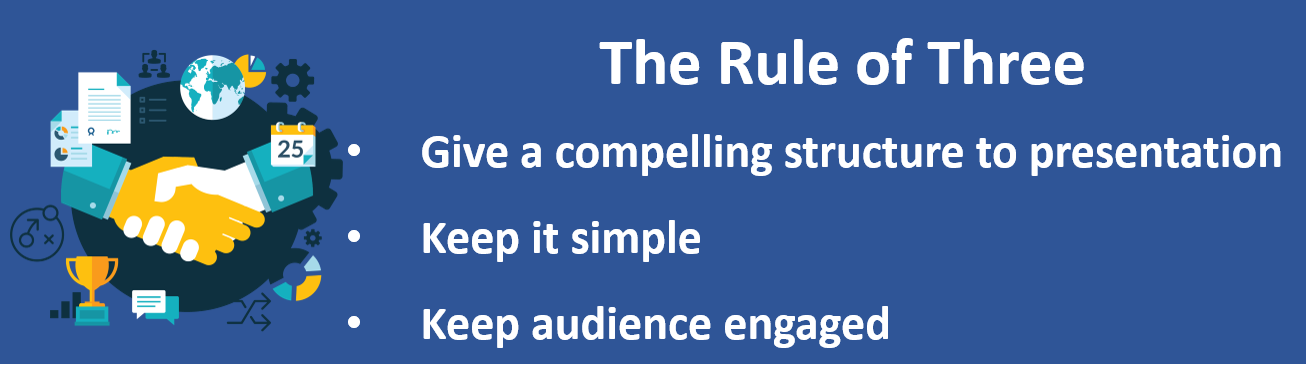 The Rule of Three
25
• Give a compelling structure to presentation
• Keep it simple
• Keep audience engaged